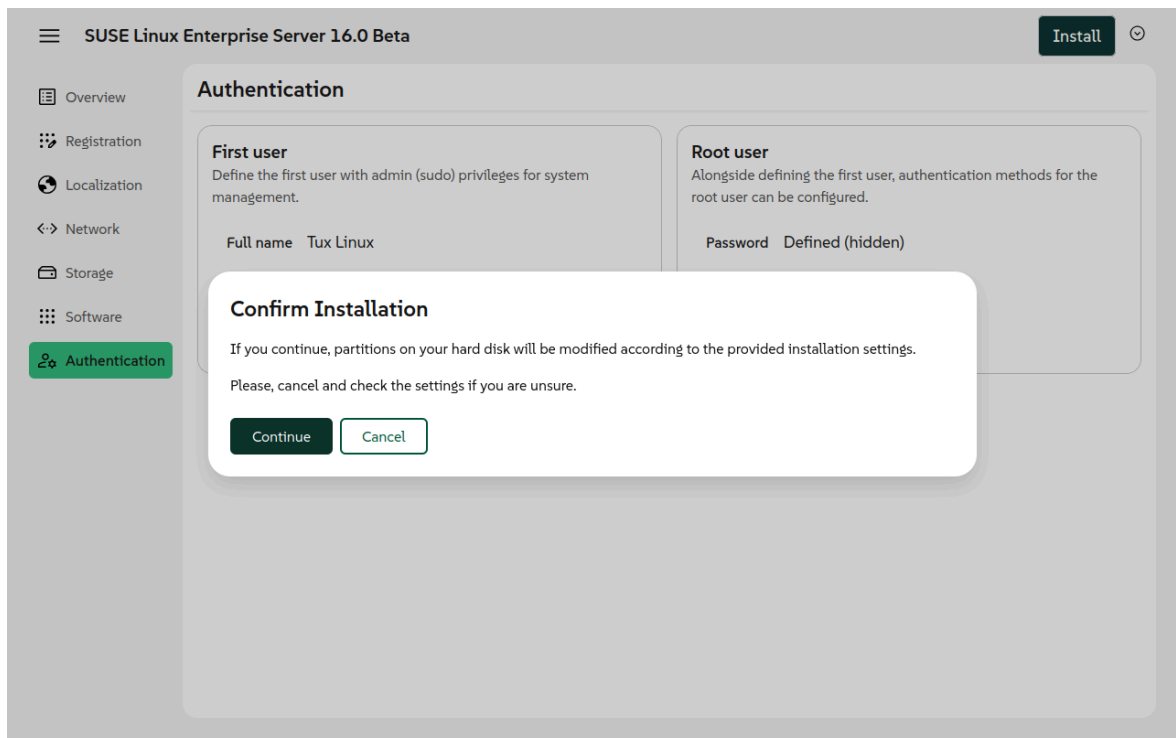 SUSE Linux Enterprise Server 16.0 Beta
Install
Overview
Registration
Localization
Network
Storage
Software
Authentication
Authentication
First user
Define the first user with admin (sudo) privileges for system
management.
Full name Tux Linux
Root user
Alongside defining the first user, authentication methods for the
root user can be configured.
Password Defined (hidden)
Confirm Installation
If you continue, partitions on your hard disk will be modified according to the provided installation settings.
Please, cancel and check the settings if you are unsure.
Continue
Cancel